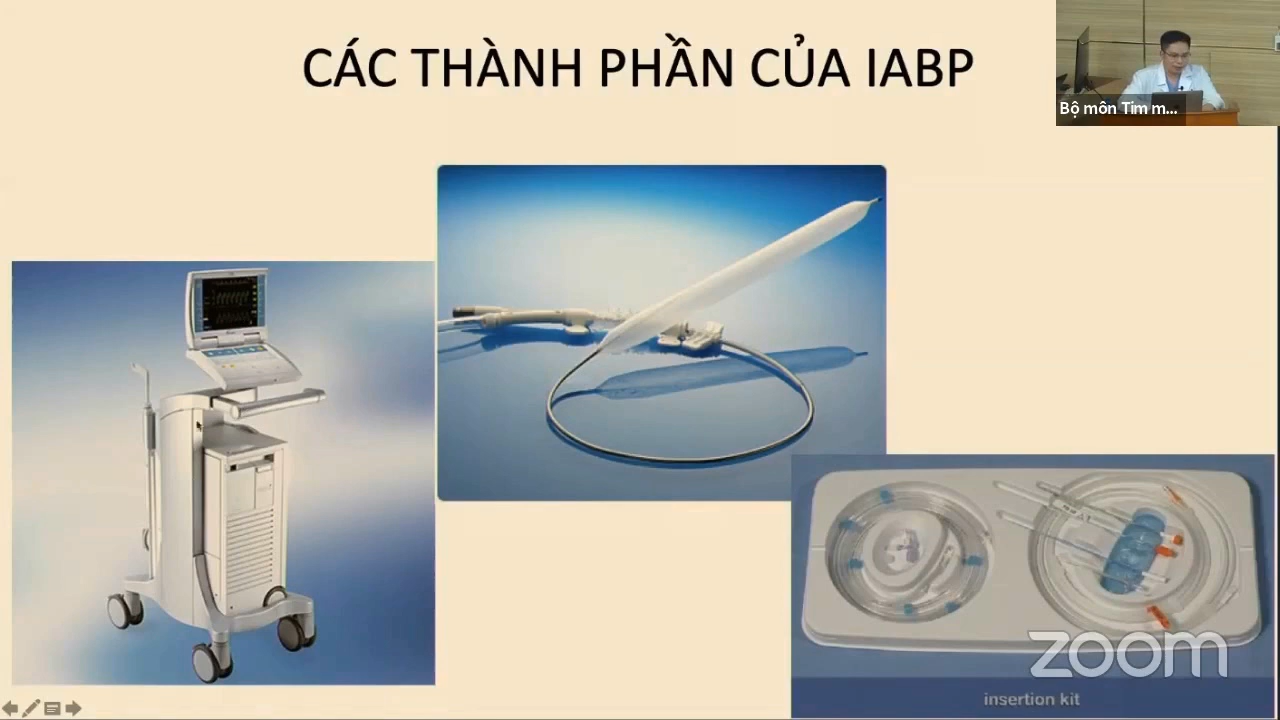 CÁC THÀNH PHẦN CỦA IABP
Bộ môn Tim m...
zoom
insertion kit